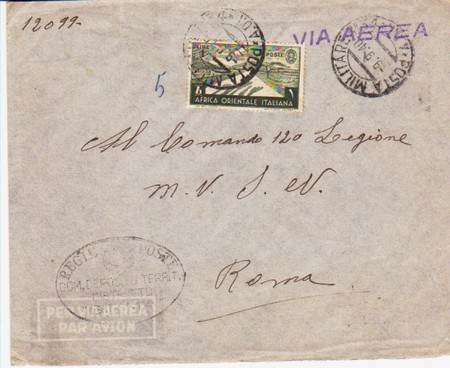 12099-
VIA AEREA
POSTA MILITARE
5
POSTE
AFRICA ORIENTALE ITALIANA
Al Comando 120 Legione
M. V. S. N.
Roma
REGIE POSTE
TERRIT.
PER VIA AEREA
PAR AVION